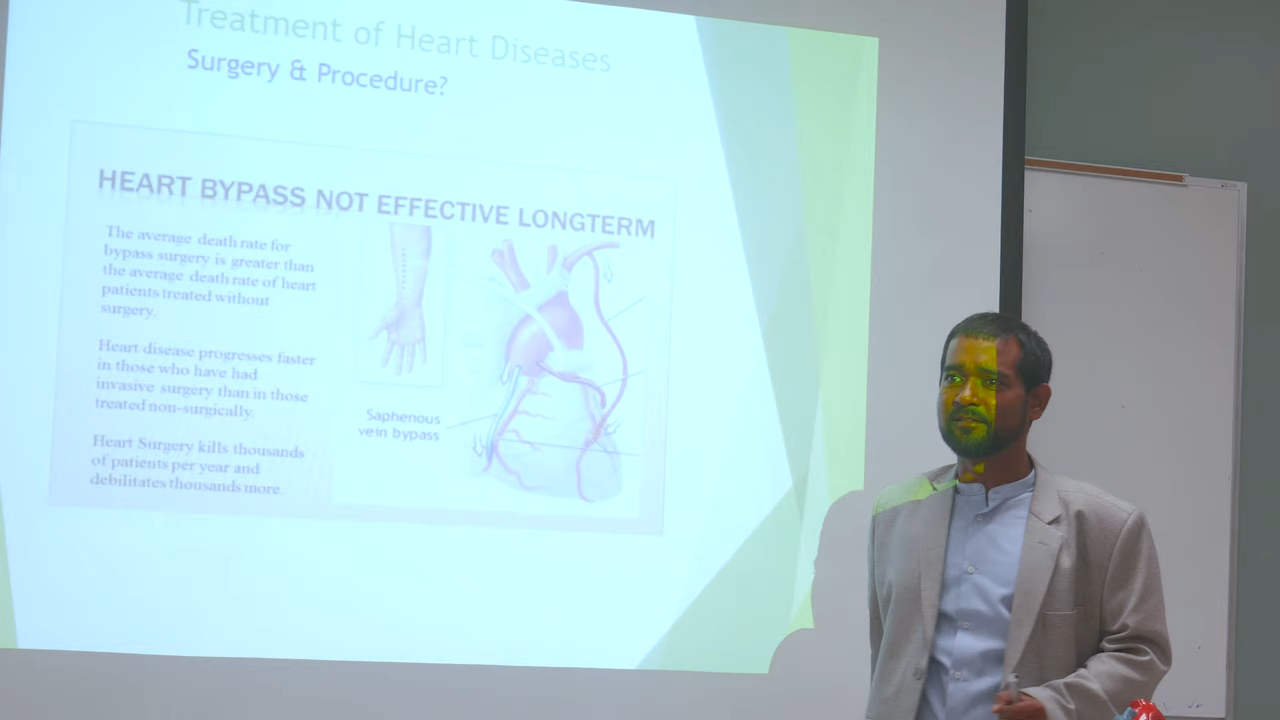 Treatment of Heart Diseases
Surgery & Procedure?
HEART BYPASS NOT EFFECTIVE LONGTERM
The average death rate for
bypass surgery is greater than
the average death rate of heart
patients treated without
surgery.
Heart disease progresses faster
in those who have had
invasive surgery than in those
treated non-surgically.
Heart Surgery kills thousands
of patients per year and
debilitates thousands more.
Saphenous
vein bypass